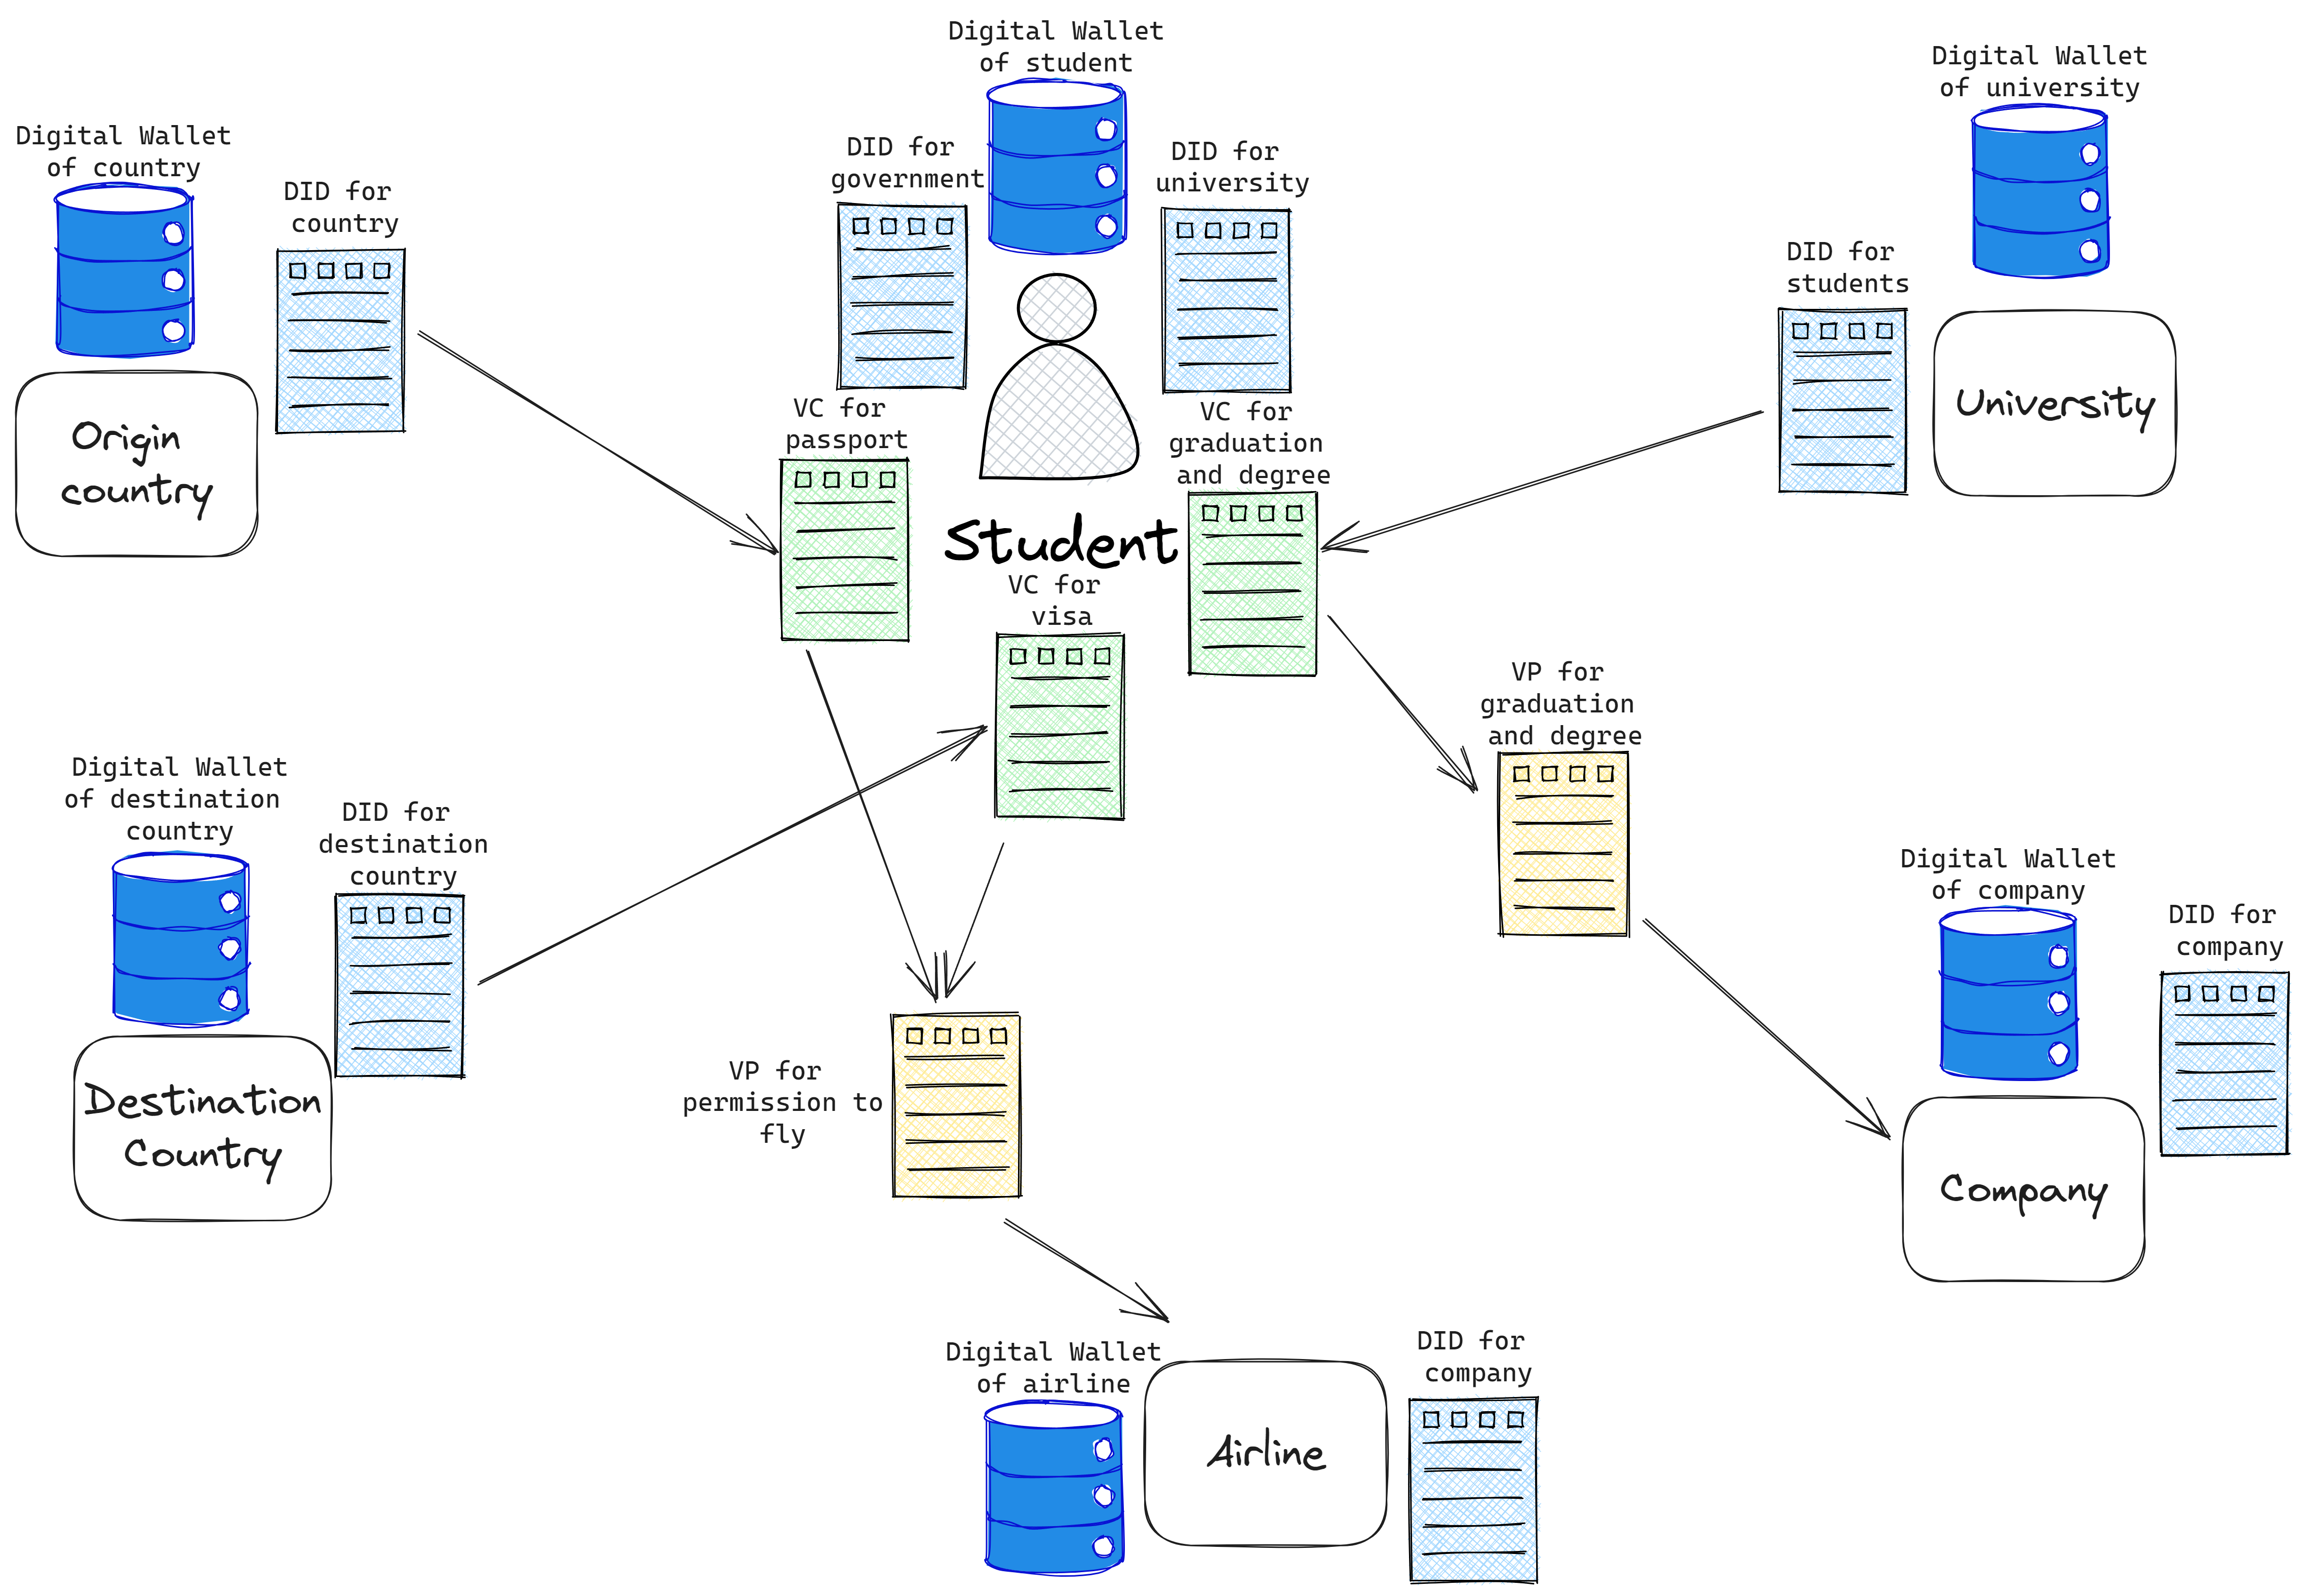 Digital Wallet
of student
Digital Wallet
of university
Digital Wallet
of country
DID for
country
DID for
government
DID for
university
DID for
students
Origin
country
University
VC for
passport
VC for
graduation
and degree
Student
VC for
visa
VP for
graduation
and degree
Digital Wallet
of destination
country
DID for
destination
country
Digital Wallet
of company
DID for
company
Destination
Country
VP for
permission to
fly
Company
Digital Wallet
of airline
DID for
company
Airline